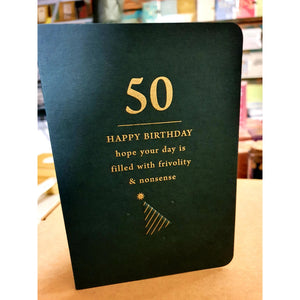 50
HAPPY BIRTHDAY
hope your day is
filled with frivolity
& nonsense